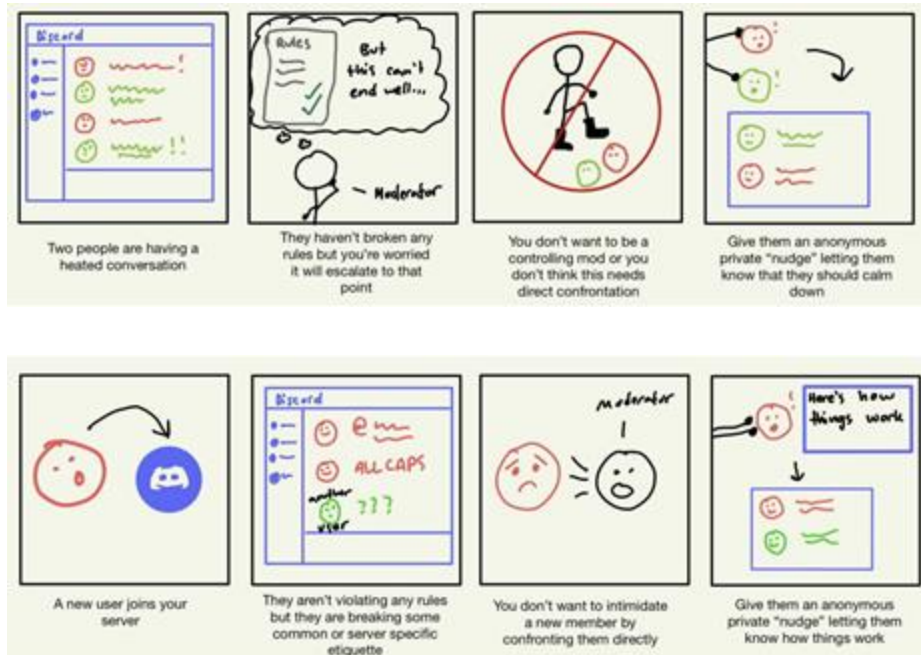 Discord
!
!!
Rules
But
this can't
end well...
Moderator
!
!
Two people are having a
heated conversation
They haven't broken any
rules but you're worried
it will escalate to that
point
You don't want to be a
controlling mod or you
don't think this needs
direct confrontation
Give them an anonymous
private “nudge” letting them
know that they should calm
down
Discord
@
ALL CAPS
another
user
???
moderator
!
Here's how
things work
A new user joins your
server
They aren't violating any rules
but they are breaking some
common or server specific
etiquette
You don't want to intimidate
a new member by
confronting them directly
Give them an anonymous
private “nudge” letting them
know how things work